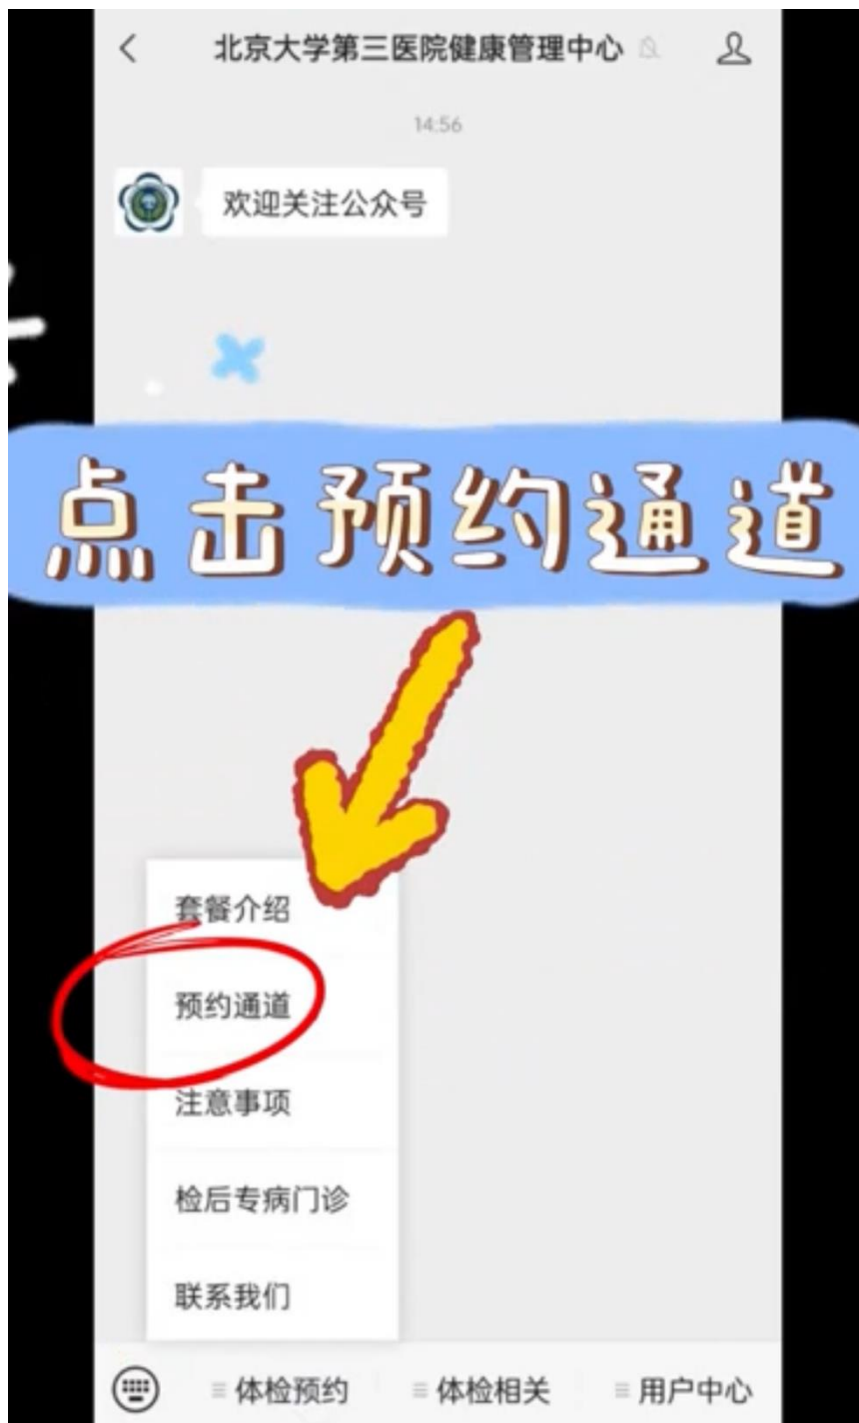 北京大学第三医院健康管理中心
14:56
欢迎关注公众号
点击预约通道
套餐介绍
预约通道
注意事项
检后专病门诊
联系我们
体检预约 体检相关 用户中心